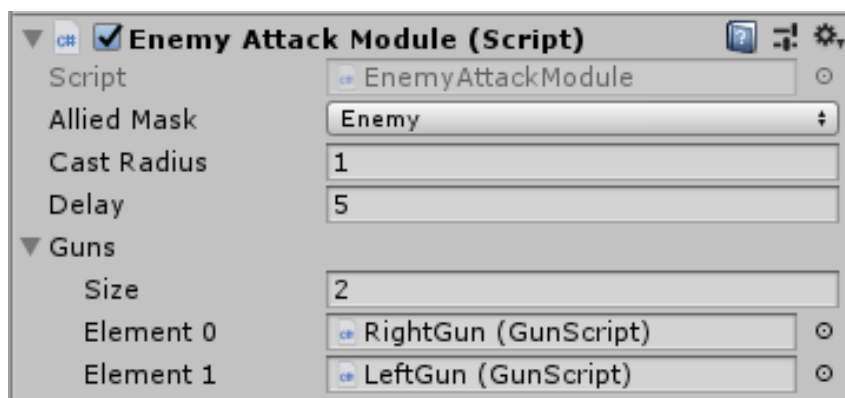 Enemy Attack Module (Script)
Script EnemyAttackModule
Allied Mask Enemy
Cast Radius 1
Delay 5
Guns
Size 2
Element 0 RightGun (GunScript)
Element 1 LeftGun (GunScript)